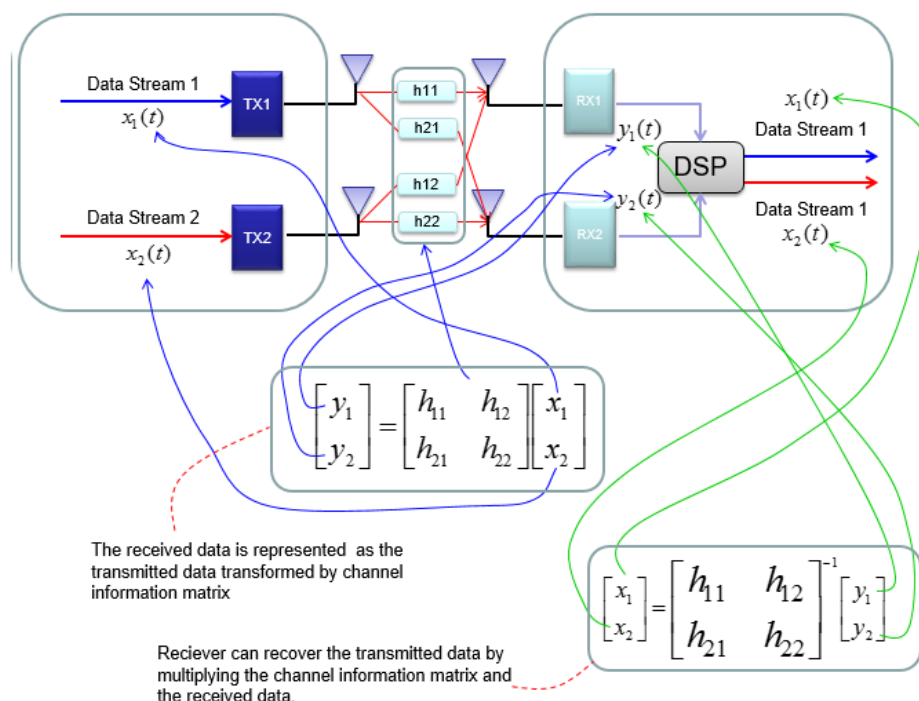 Data Stream 1
x₁(t)
TX1
h11
h21
h12
h22
Data Stream 2
x₂(t)
TX2
RX1
y₁(t)
y₂(t)
RX2
DSP
x₁(t)
Data Stream 1
Data Stream 1
x₂(t)
[y₁ y₂] = [h₁₁ h₁₂ h₂₁ h₂₂][x₁ x₂]
The received data is represented as the
transmitted data transformed by channel
information matrix
[x₁ x₂] = [h₁₁ h₁₂ h₂₁ h₂₂]⁻¹[y₁ y₂]
Reciever can recover the transmitted data by
multiplying the channel information matrix and
the received data.